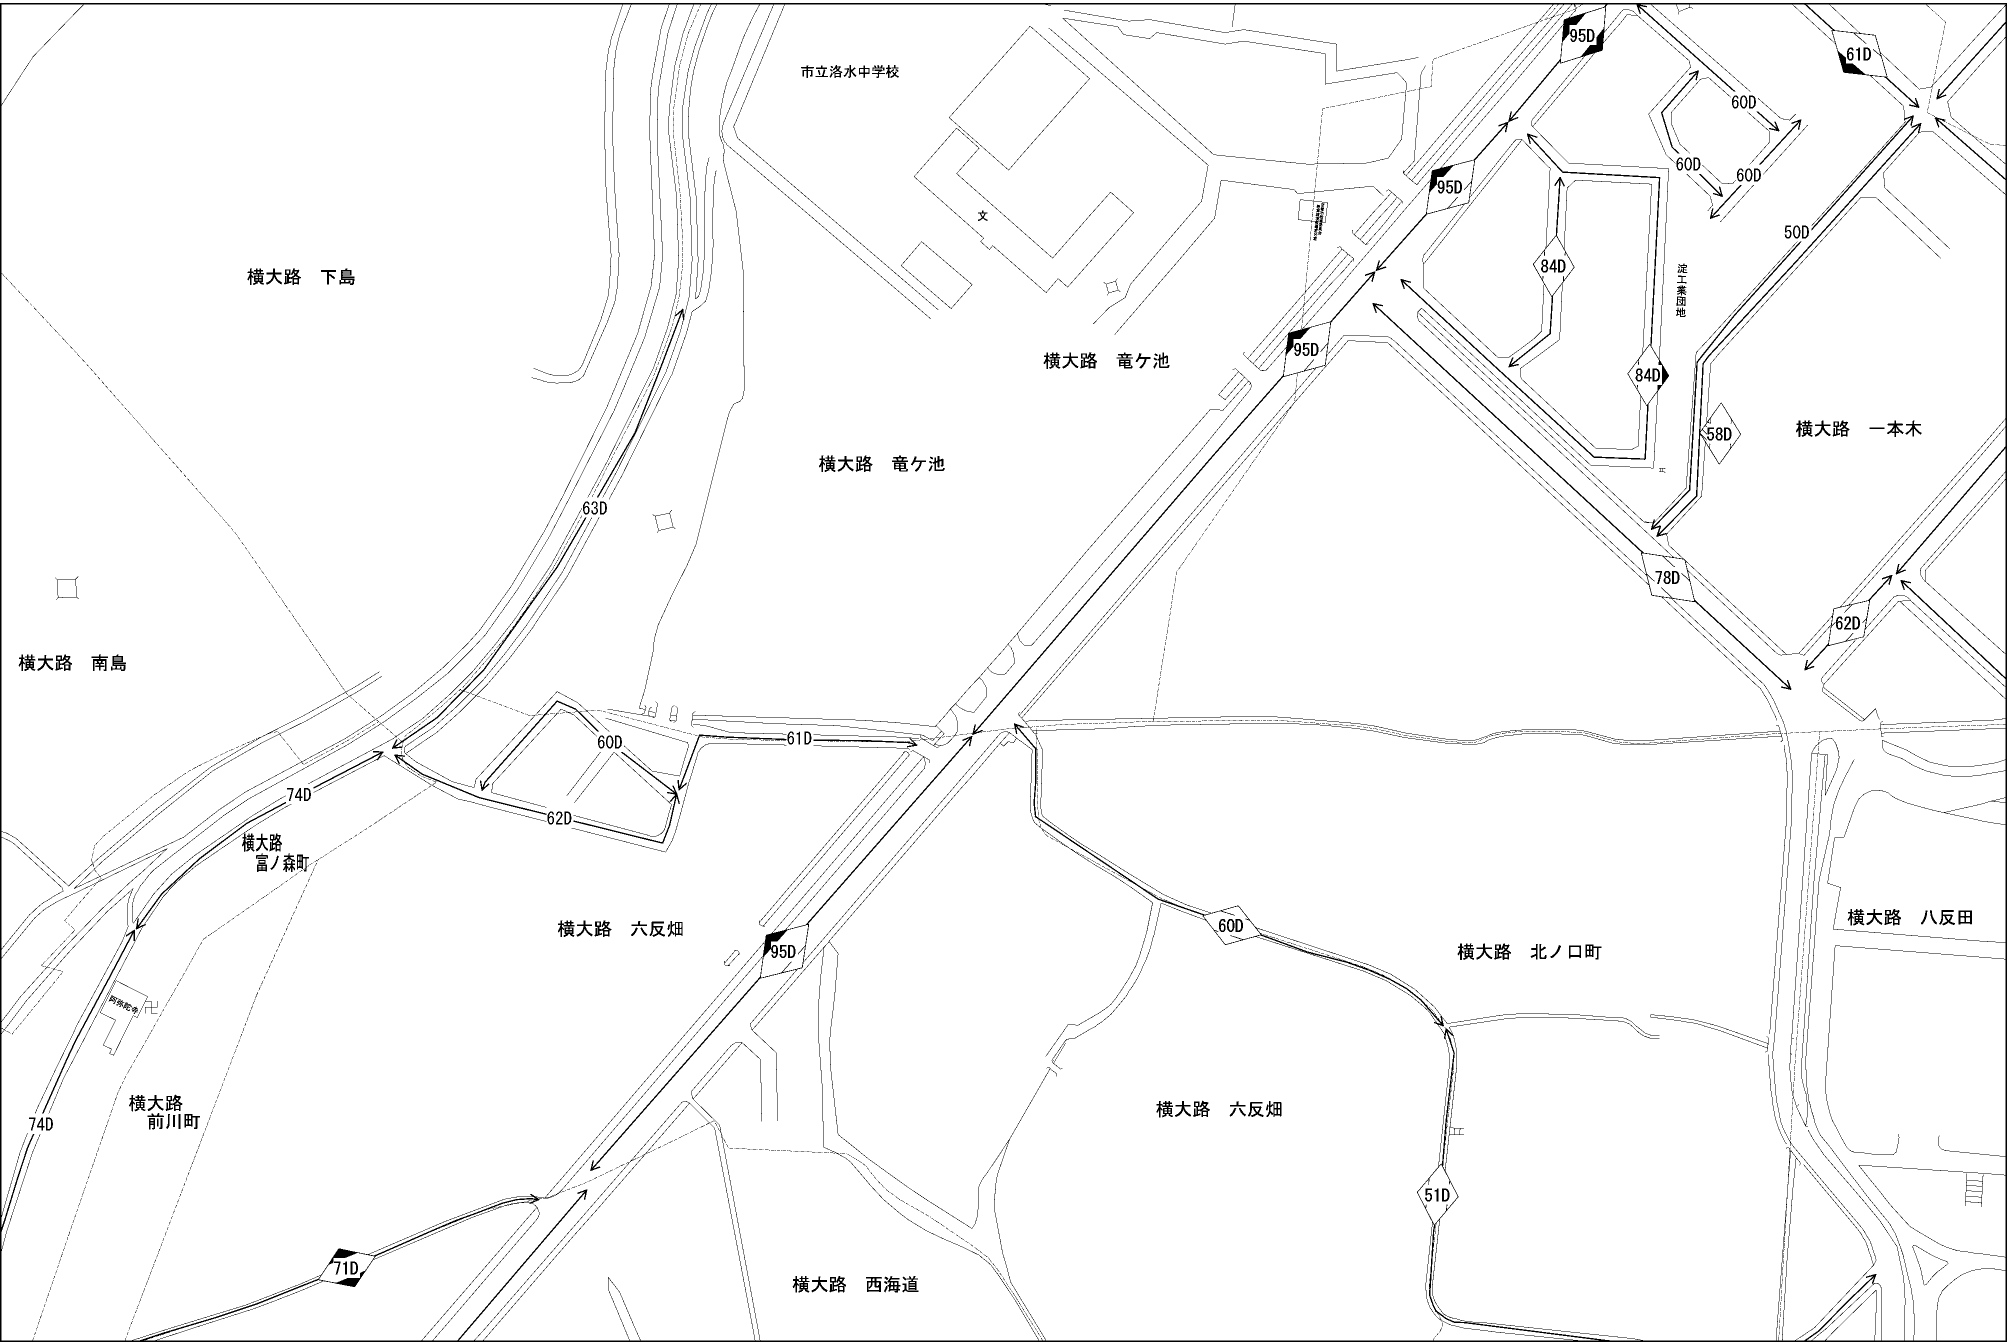 95D
61D
市立洛水中学校
60D
60D
60D
95D
文
50D
84D
横大路　下島
淀工業団地
95D
横大路　竜ケ池
84D
横大路　一本木
58D
横大路　竜ケ池
63D
78D
62D
横大路　南島
60D
61D
74D
62D
横大路
富ノ森町
横大路　六反畑
95D
60D
横大路　北ノ口町
横大路　八反田
阿弥陀寺
74D
横大路
前川町
横大路　六反畑
51D
71D
横大路　西海道